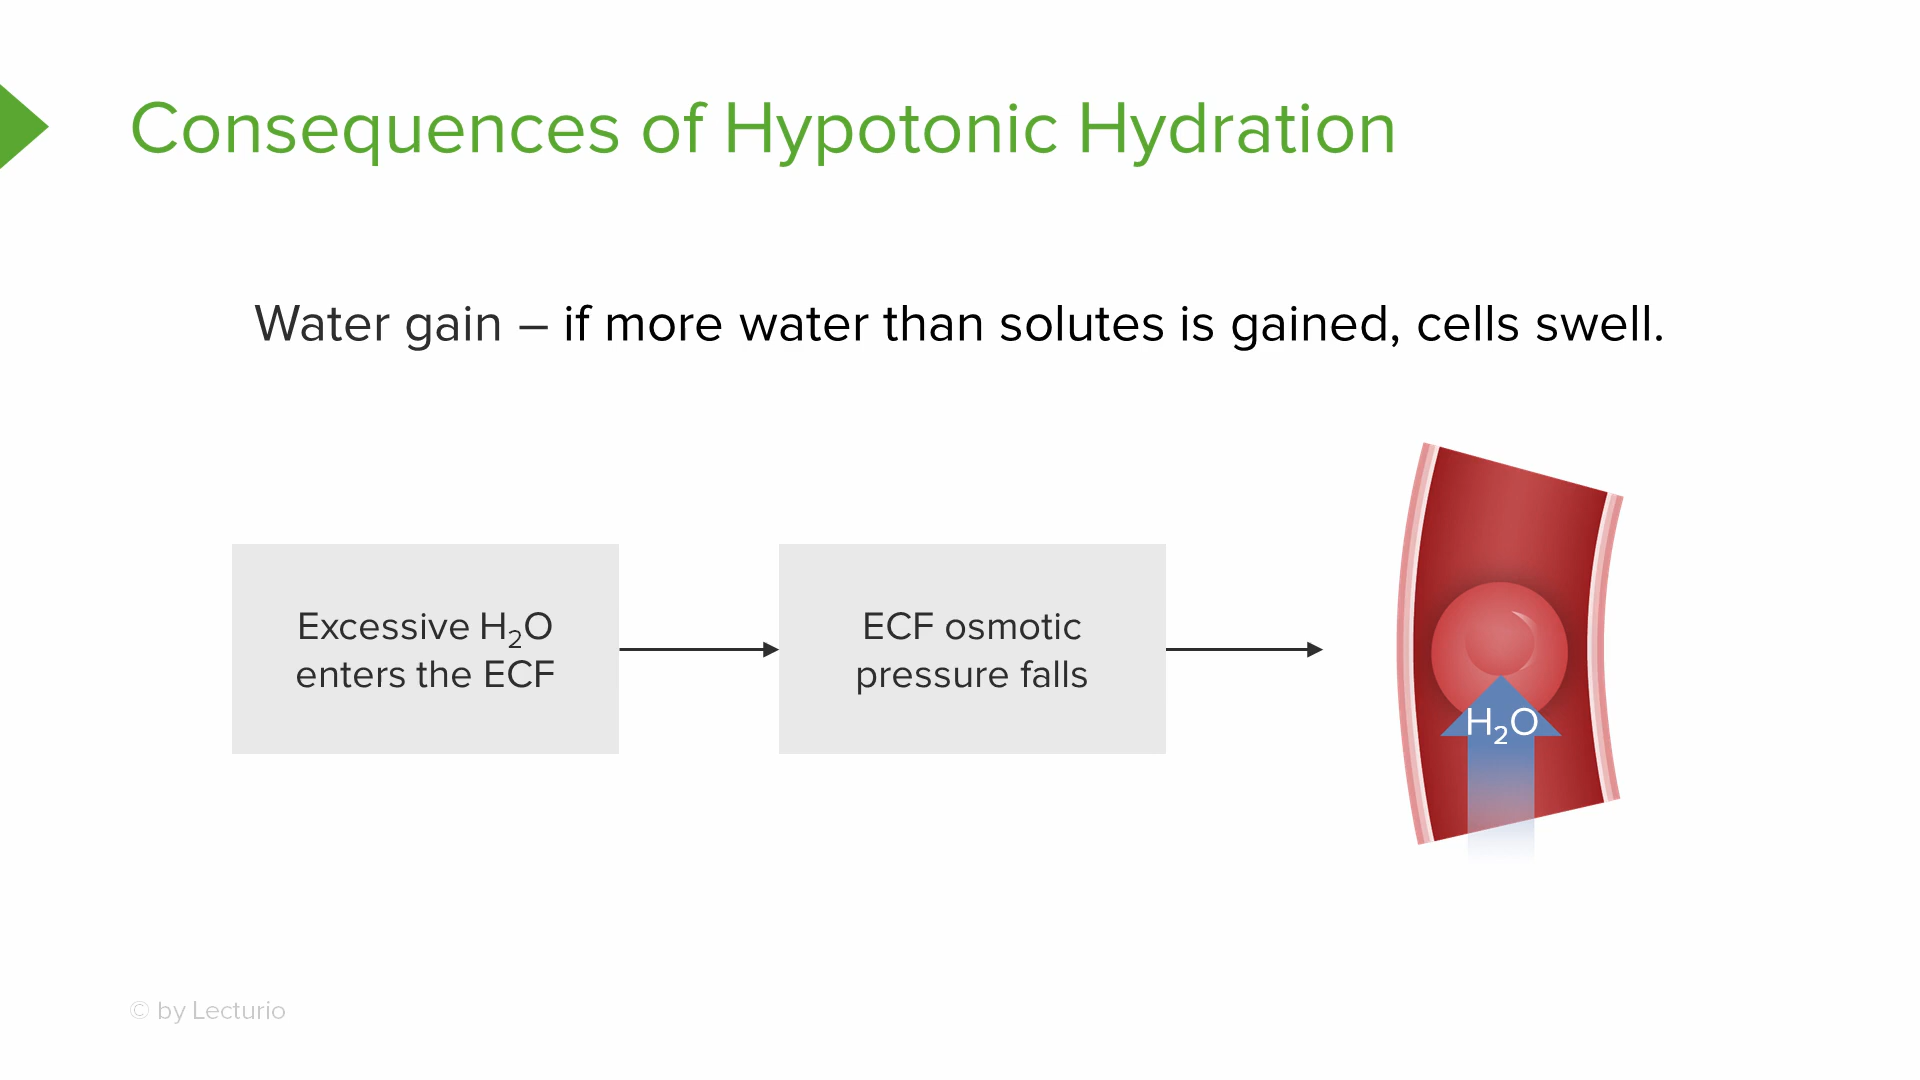 Consequences of Hypotonic Hydration
Water gain – if more water than solutes is gained, cells swell.
Excessive H₂O
enters the ECF
ECF osmotic
pressure falls
H₂O
© by Lecturio